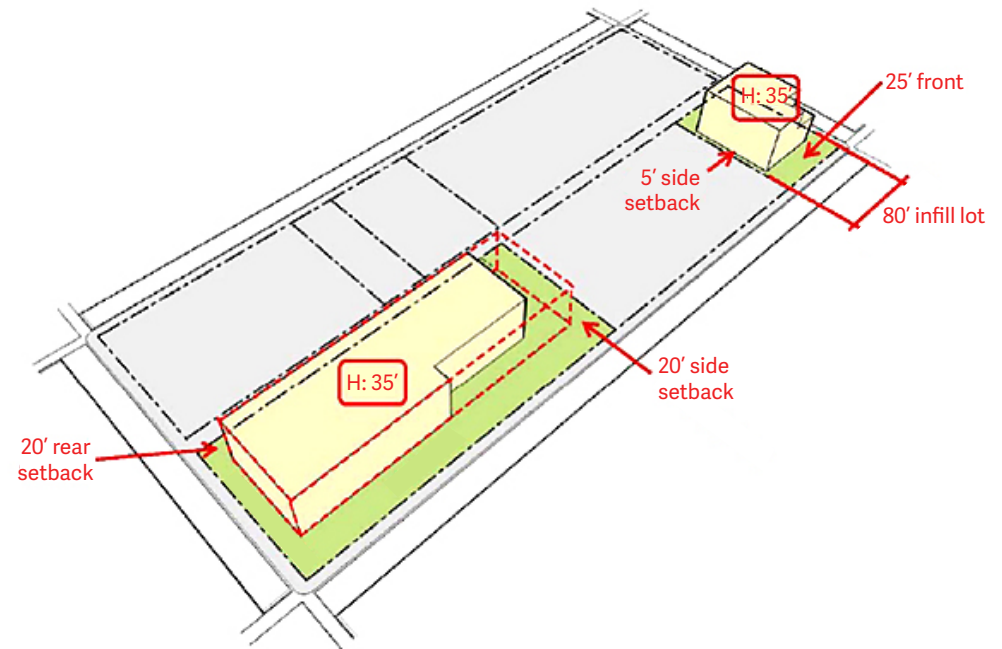 H: 35′
25′ front
5′ side
setback
80′ infill lot
H: 35′
20′ side
setback
20′ rear
setback